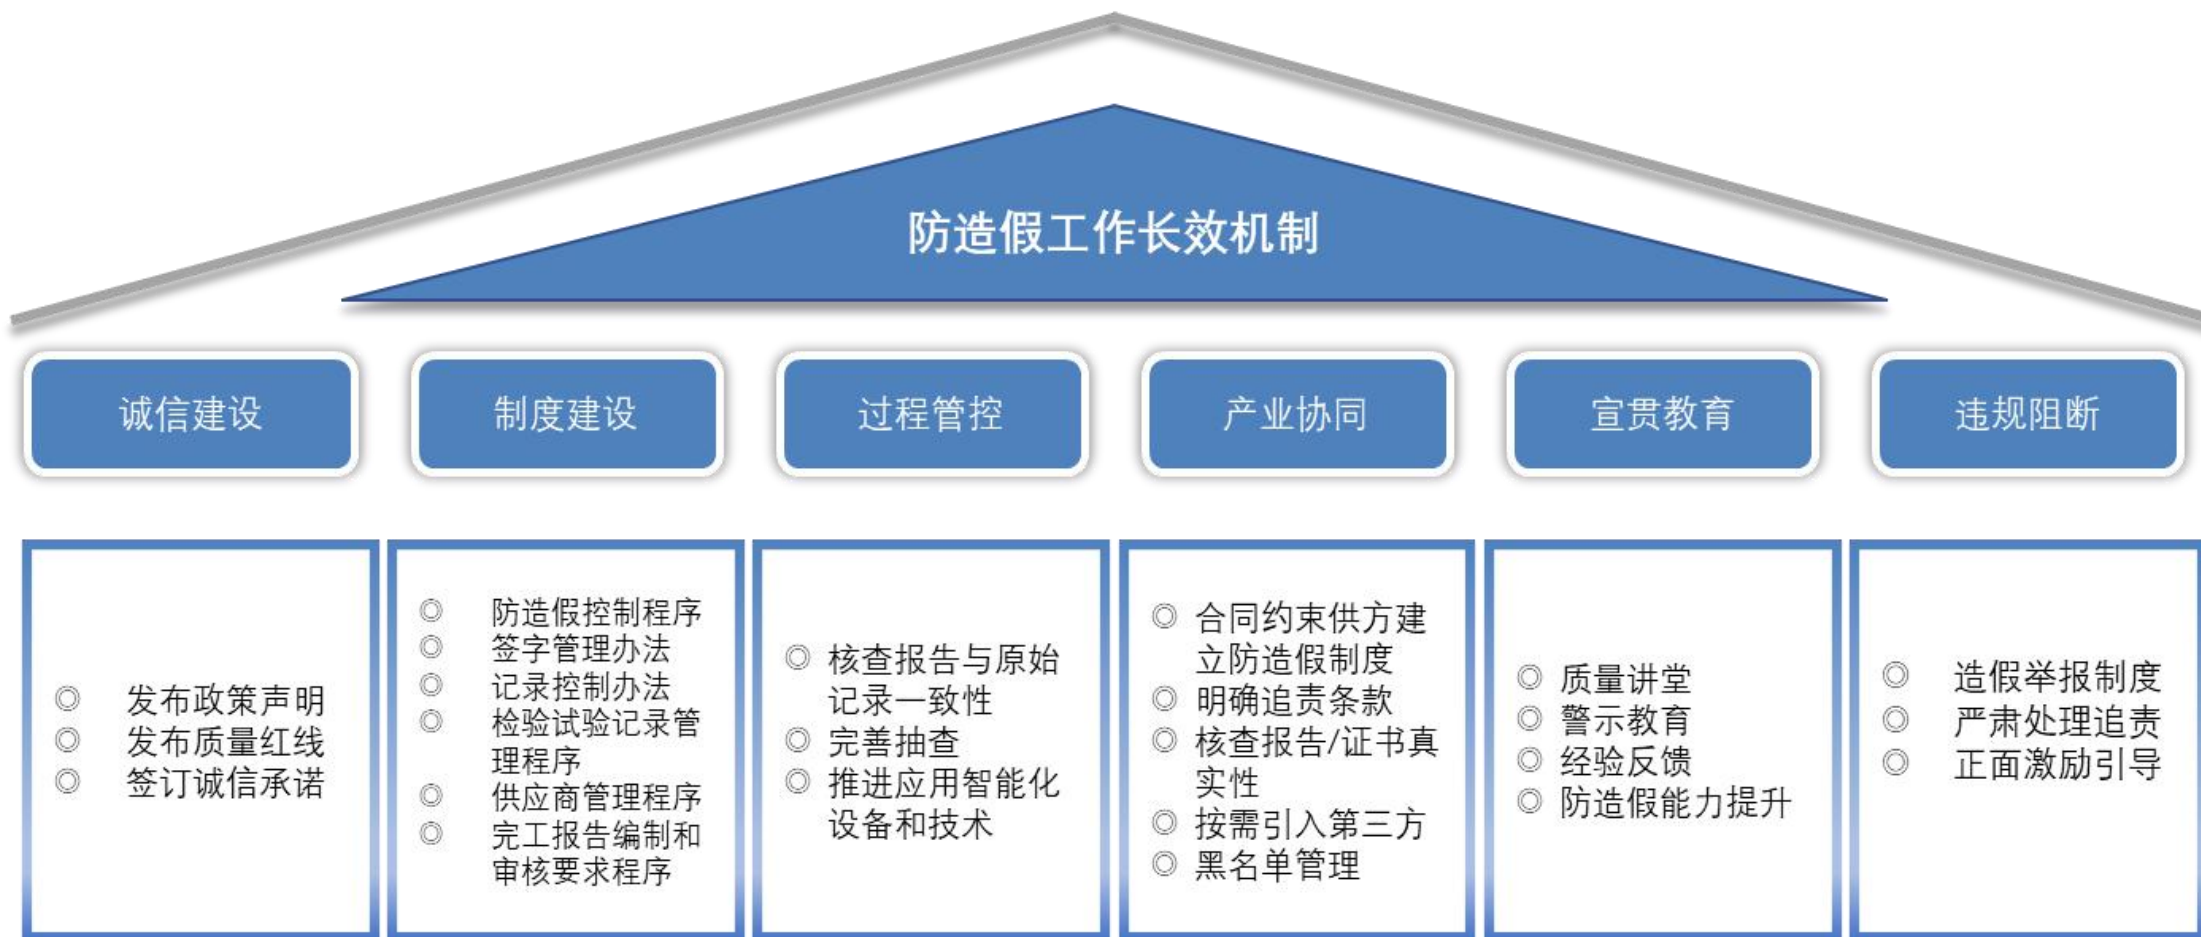 防造假工作长效机制
诚信建设
制度建设
过程管控
产业协同
宣贯教育
违规阻断
◎ 发布政策声明
◎ 发布质量红线
◎ 签订诚信承诺
◎ 防造假控制程序
◎ 签字管理办法
◎ 记录控制办法
◎ 检验试验记录管
理程序
◎ 供应商管理程序
◎ 完工报告编制和
审核要求程序
◎ 核查报告与原始
记录一致性
◎ 完善抽查
◎ 推进应用智能化
设备和技术
◎ 合同约束供方建
立防造假制度
◎ 明确追责条款
◎ 核查报告/证书真
实性
◎ 按需引入第三方
◎ 黑名单管理
◎ 质量讲堂
◎ 警示教育
◎ 经验反馈
◎ 防造假能力提升
◎ 造假举报制度
◎ 严肃处理追责
◎ 正面激励引导